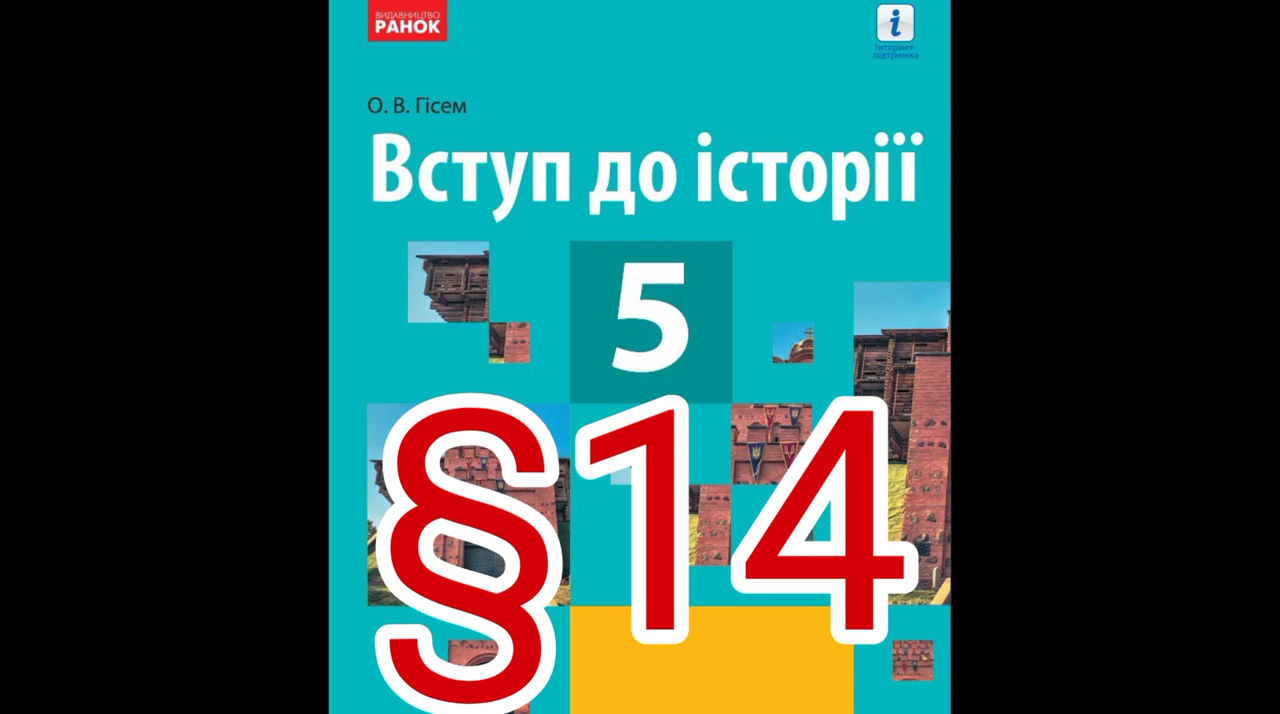 ВИДАВНИЦТВО
РАНОК
Інтернет-
підтримка
О. В. Гісем
Вступ до історії
5
§14